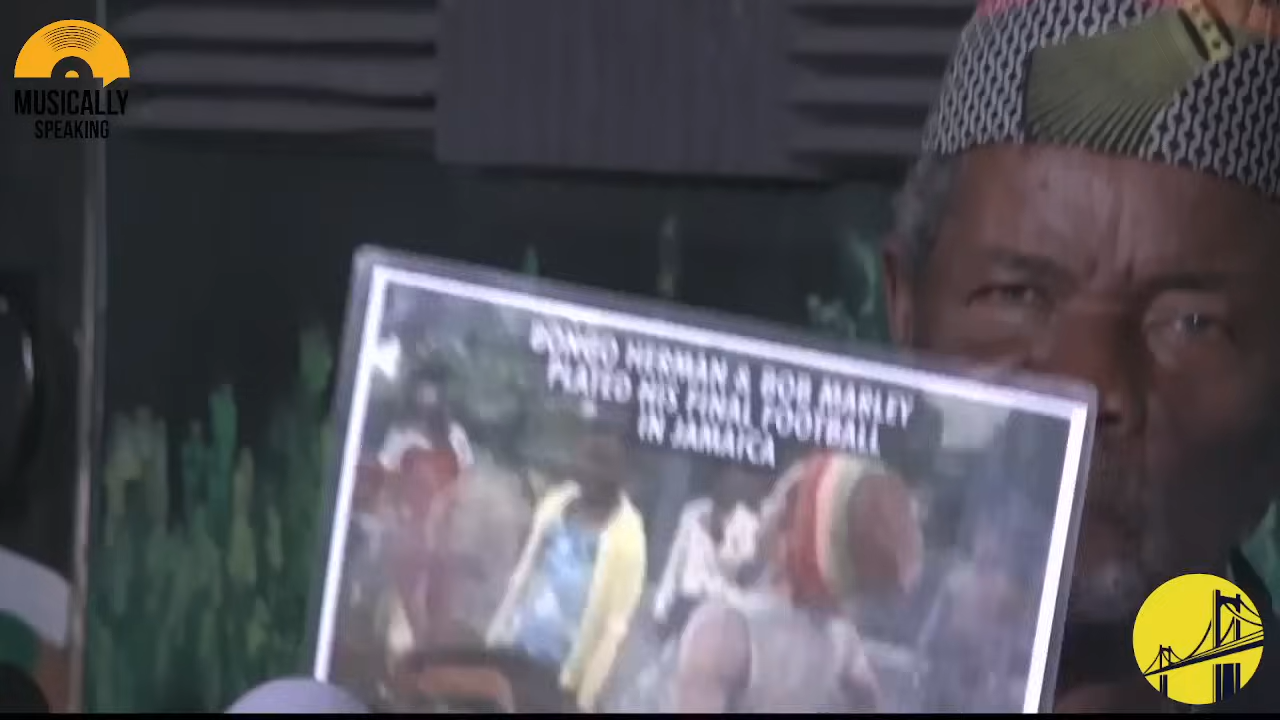 MUSICALLY
SPEAKING
BONGO HERMAN & BOB MARLEY
PLAYED HIS FINAL FOOTBALL
IN JAMAICA